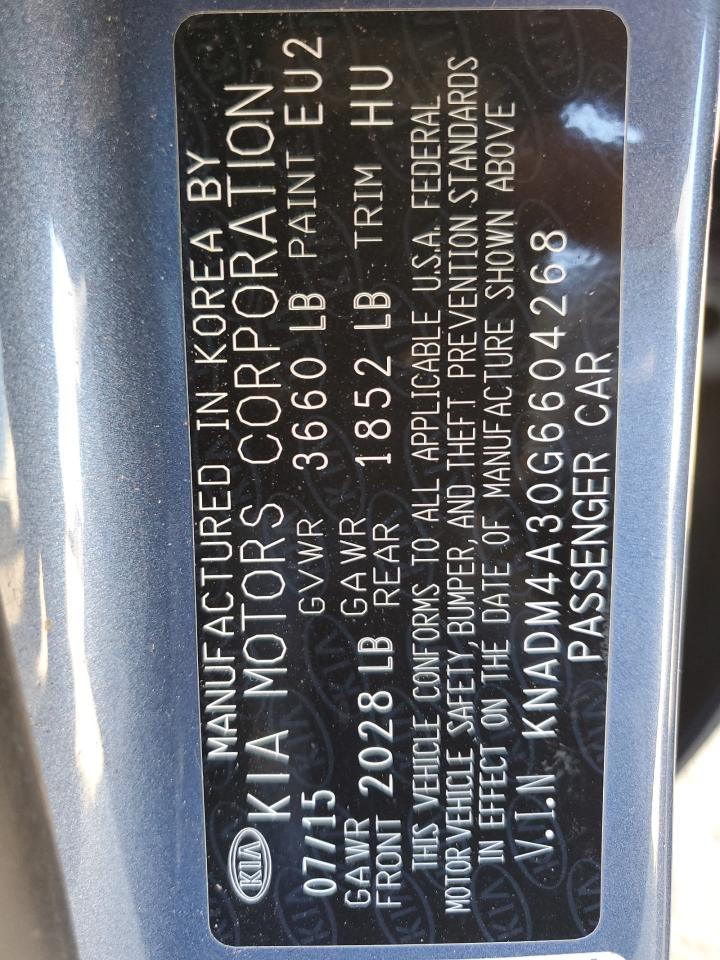 MANUFACTURED IN KOREA BY
KIA KIA MOTORS CORPORATION
07/15 GVWR 3660 LB PAINT EU2
GAWR FRONT 2028 LB GAWR REAR 1852 LB TRIM HU
THIS VEHICLE CONFORMS TO ALL APPLICABLE U.S.A. FEDERAL
MOTOR VEHICLE SAFETY, BUMPER, AND THEFT PREVENTION STANDARDS
IN EFFECT ON THE DATE OF MANUFACTURE SHOWN ABOVE
V.I.N KNADM4A30G6604268
PASSENGER CAR